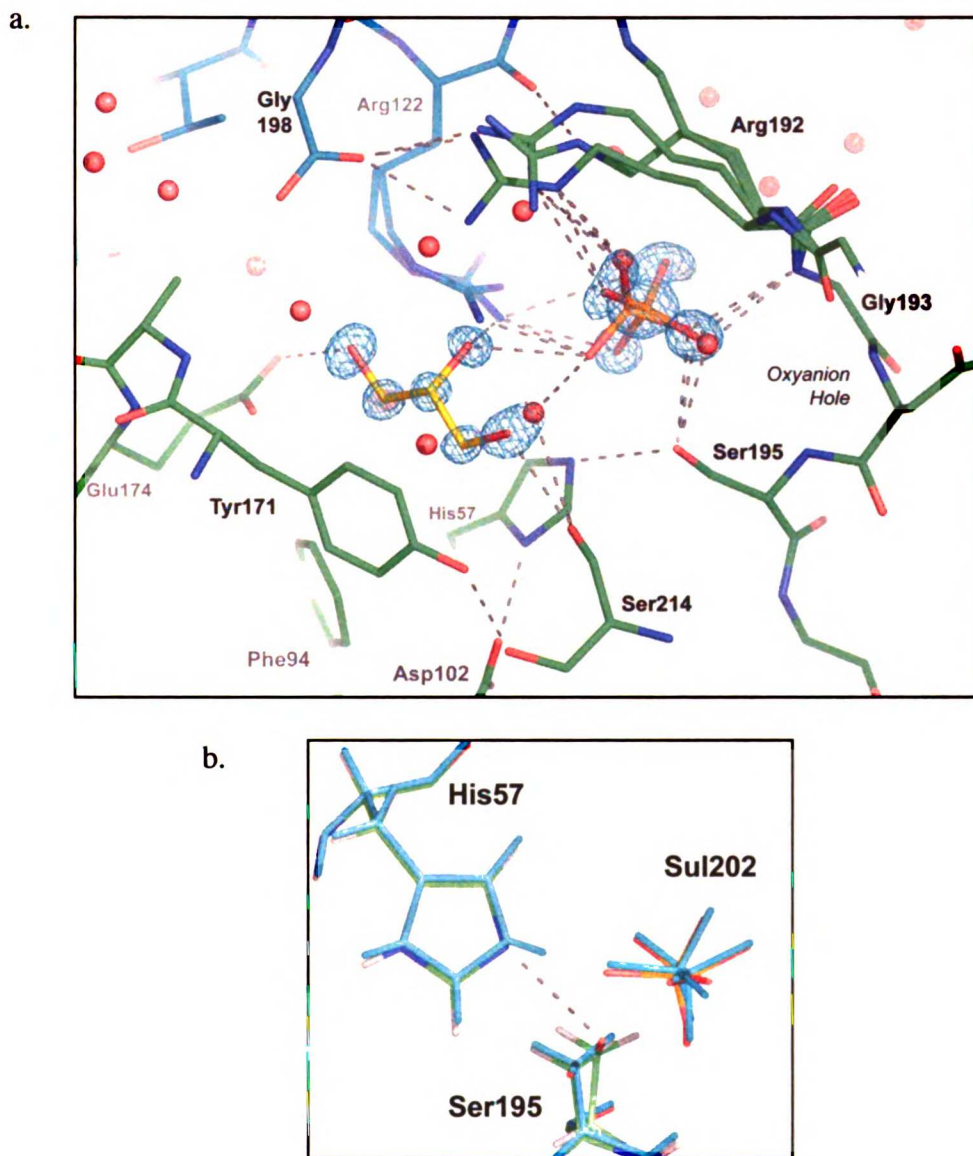 a.
Gly
198
Arg122
Arg192
Gly193
Oxyanion
Hole
Ser195
Glu174
Tyr171
His57
Ser214
Phe94
Asp102
b.
His57
Sul202
Ser195